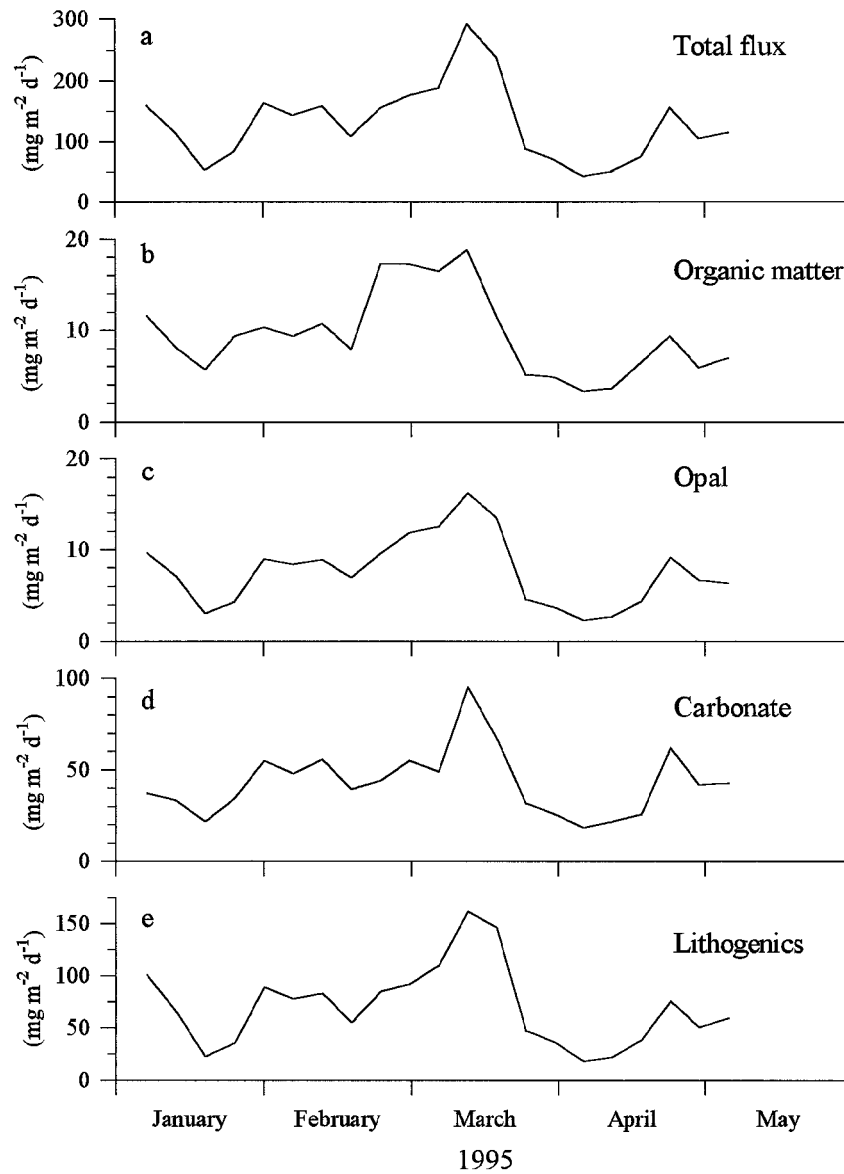 a
Total flux
300
200
100
0
(mg m⁻² d⁻¹)
b
Organic matter
20
10
0
(mg m⁻² d⁻¹)
c
Opal
20
10
0
(mg m⁻² d⁻¹)
d
Carbonate
100
50
0
(mg m⁻² d⁻¹)
e
Lithogenics
150
100
50
0
(mg m⁻² d⁻¹)
January February March April May
1995